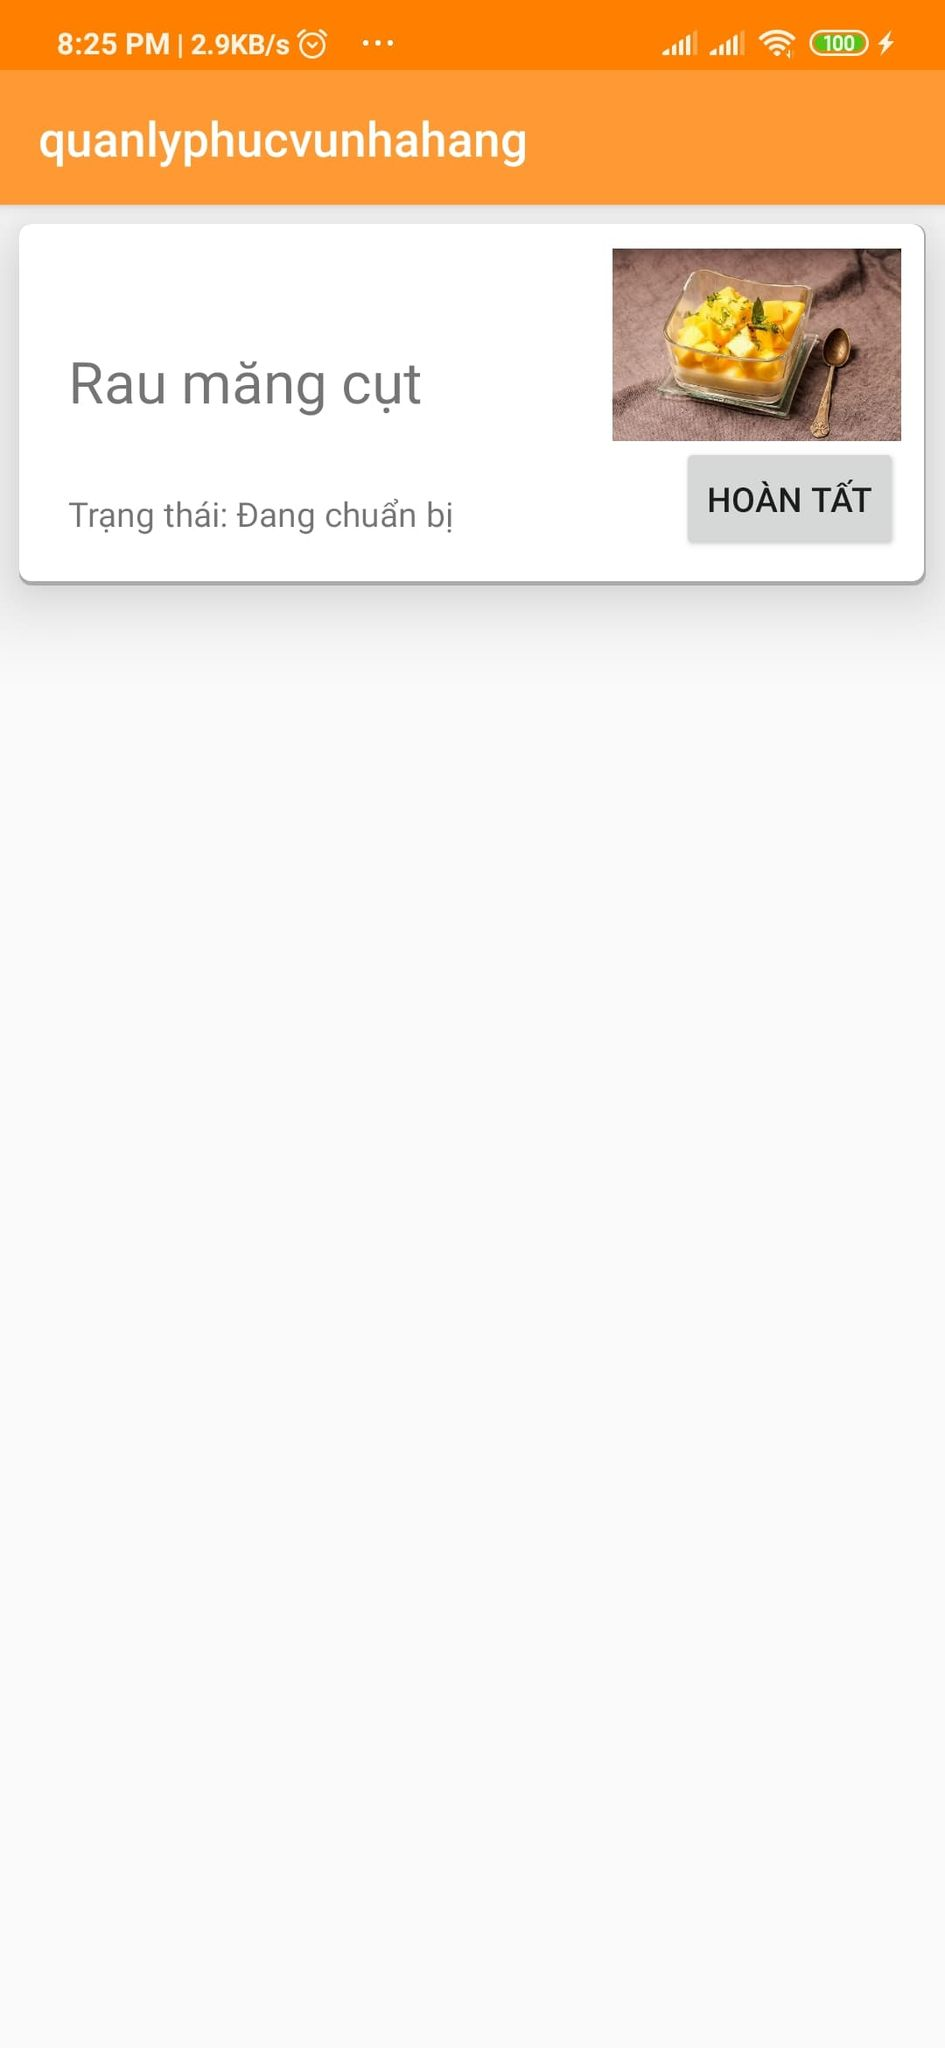 8:25 PM | 2.9KB/s ... 100
quanlyphucvunhahang
Rau măng cụt
Trạng thái: Đang chuẩn bị
HOÀN TẤT